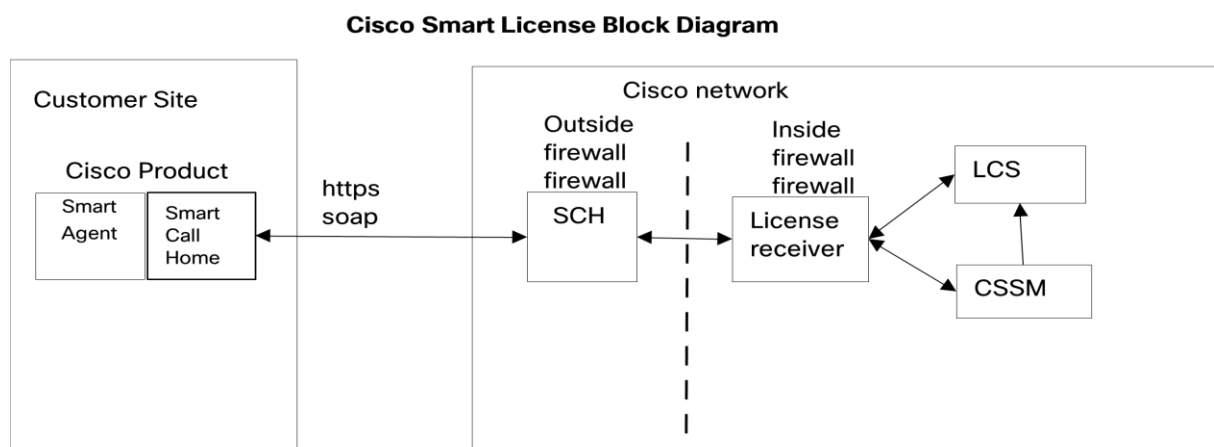 Cisco Smart License Block Diagram
Customer Site
Cisco Product
Smart
Agent
Smart
Call
Home
https
soap
Cisco network
Outside
firewall
firewall
SCH
Inside
firewall
firewall
License
receiver
LCS
CSSM